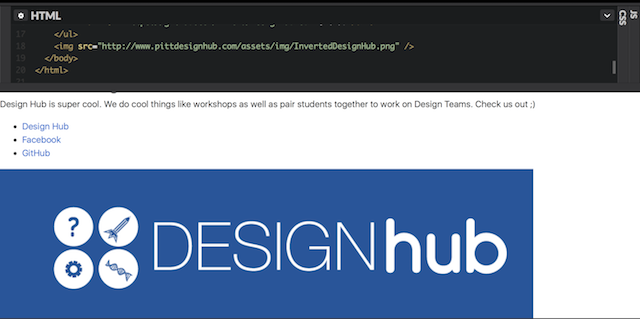 HTML
JS
CSS
17 </ul>
18 <img src="http://www.pittdesignhub.com/assets/img/InvertedDesignHub.png" />
19 </body>
20 </html>
Design Hub is super cool. We do cool things like workshops as well as pair students together to work on Design Teams. Check us out ;)
Design Hub
Facebook
GitHub
?
DESIGNhub